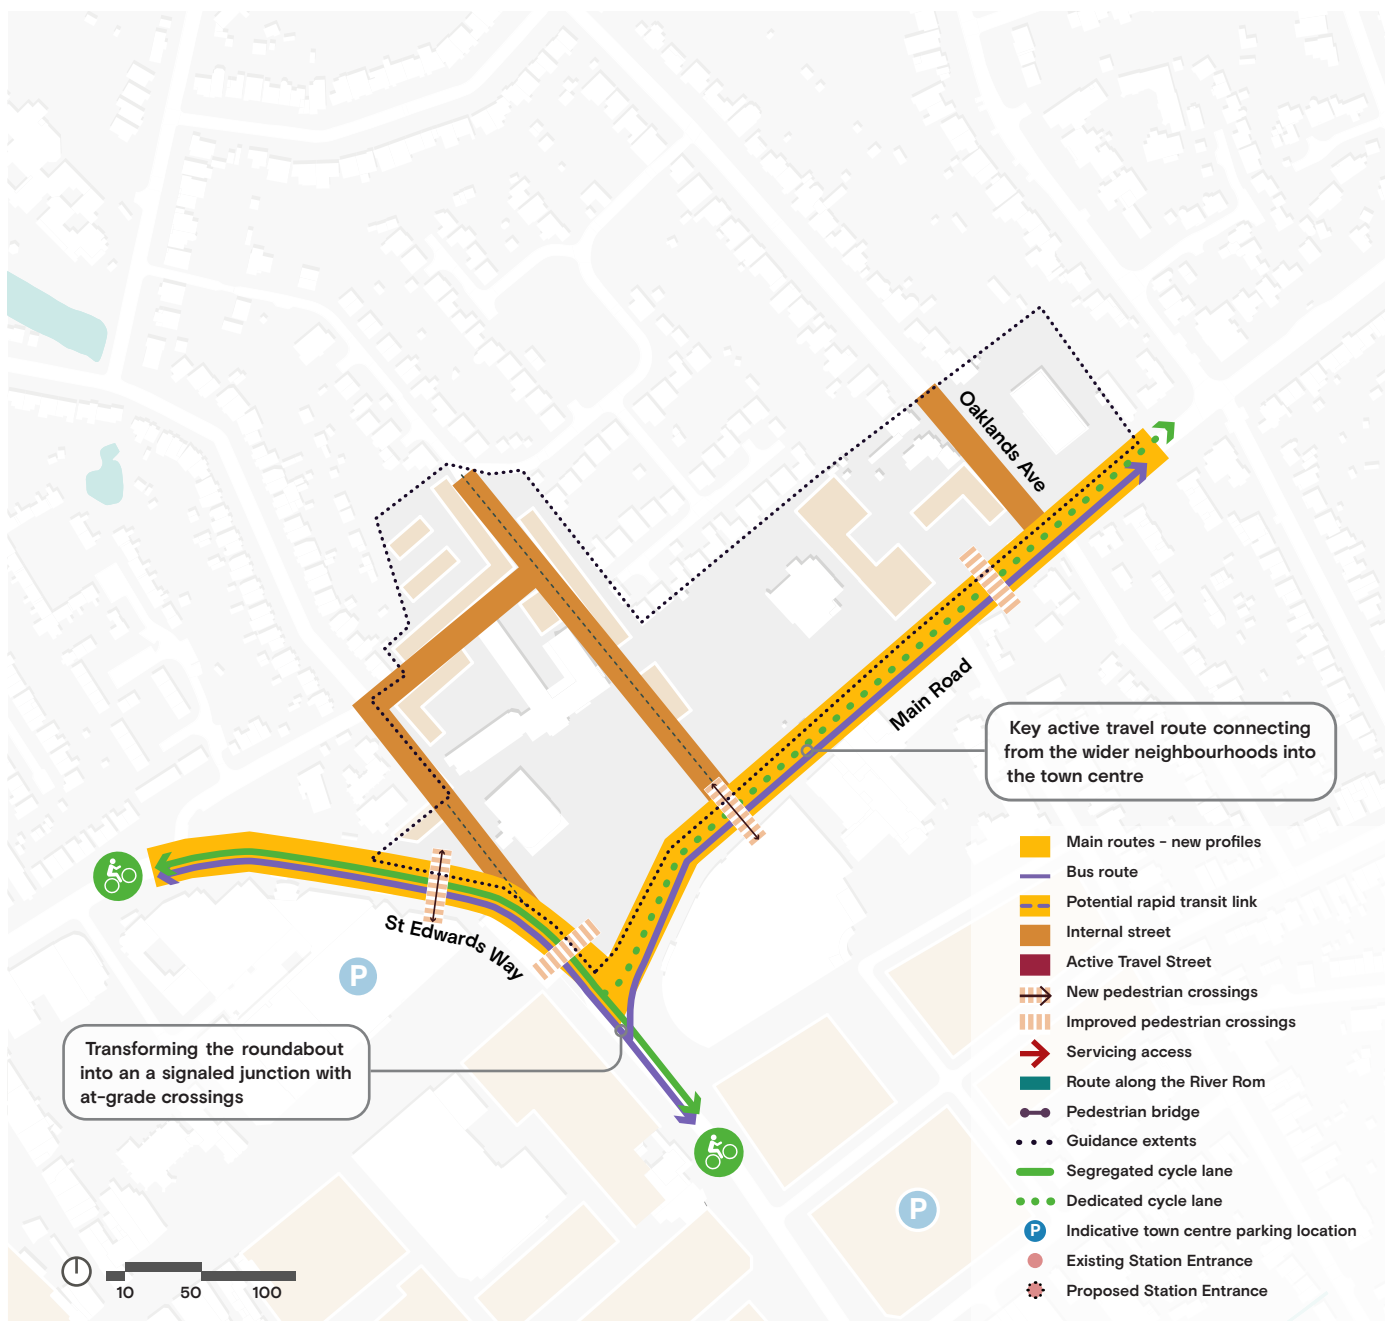 Oaklands Ave
Main Road
Key active travel route connecting
from the wider neighbourhoods into
the town centre
St Edwards Way
P
Transforming the roundabout
into an a signaled junction with
at-grade crossings
P
Main routes – new profiles
Bus route
Potential rapid transit link
Internal street
Active Travel Street
New pedestrian crossings
Improved pedestrian crossings
Servicing access
Route along the River Rom
Pedestrian bridge
Guidance extents
Segregated cycle lane
Dedicated cycle lane
P Indicative town centre parking location
Existing Station Entrance
Proposed Station Entrance
10 50 100